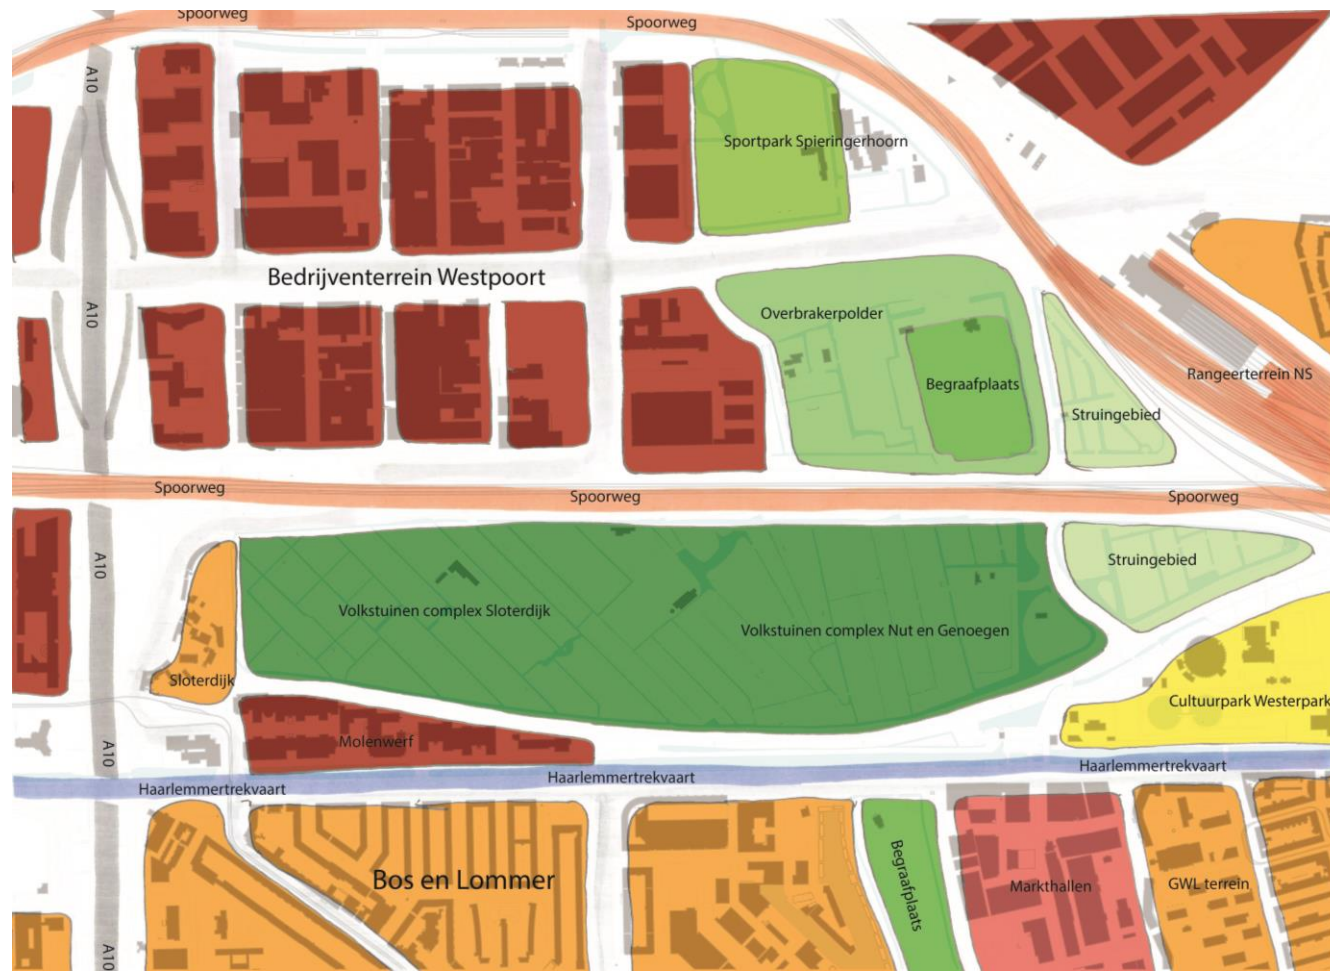 Spoorweg
Spoorweg
A10
Sportpark Spieringerhoorn
Bedrijventerrein Westpoort
A10
Overbrakerpolder
Begraafplaats
Rangeerterrein NS
Struingebied
Spoorweg
Spoorweg
Spoorweg
A10
Struingebied
Volkstuinen complex Sloterdijk
Volkstuinen complex Nut en Genoegen
Sloterdijk
Cultuurpark Westerpark
Molenwerf
A10
Haarlemmertrekvaart
Haarlemmertrekvaart
Haarlemmertrekvaart
Bos en Lommer
Begraafplaats
Markthallen
GWL terrein
A10